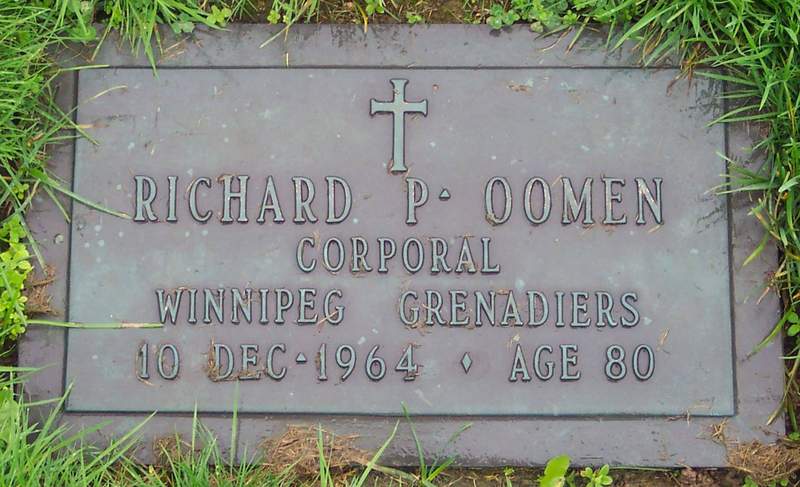 RICHARD P. OOMEN
CORPORAL
WINNIPEG GRENADIERS
10 DEC. 1964 ♦ AGE 80